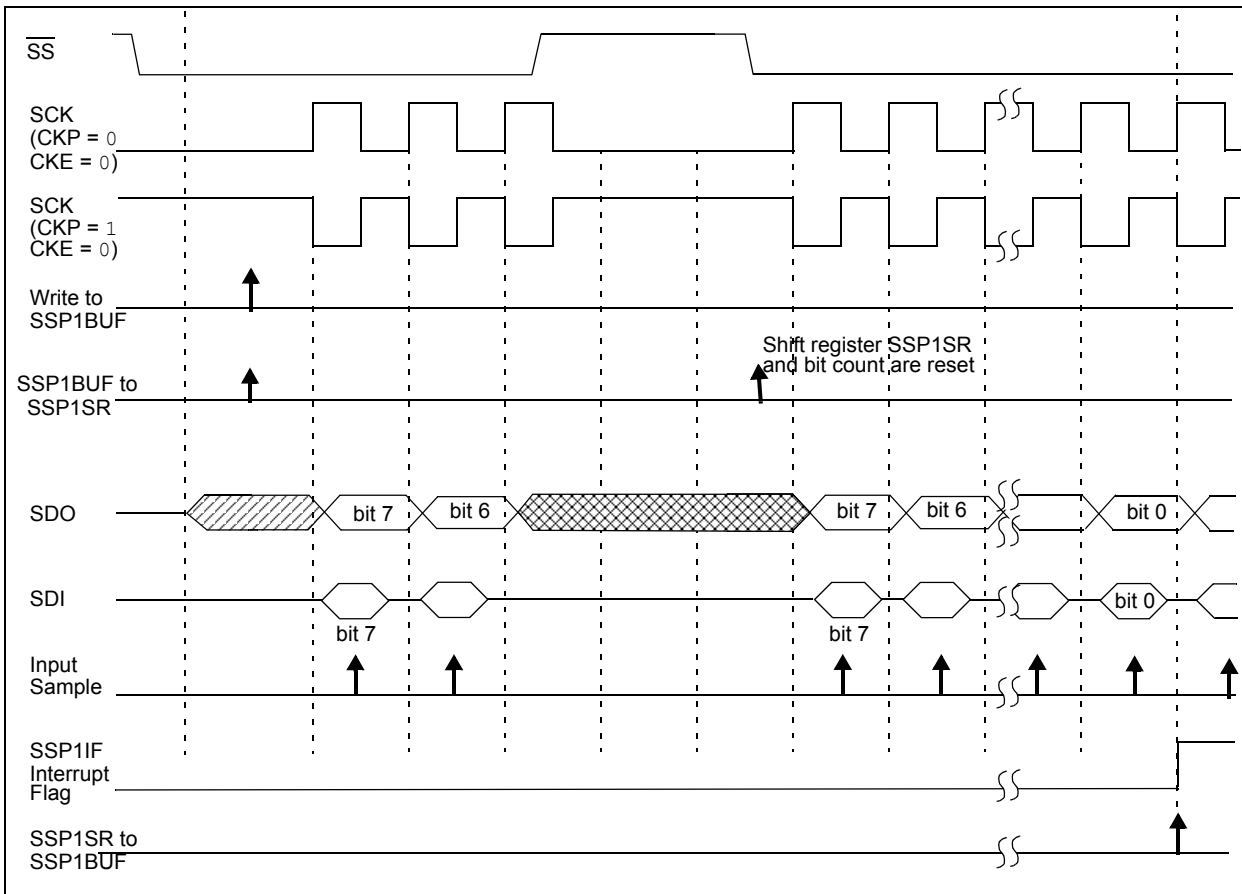 SS
SCK
(CKP = 0
CKE = 0)
SCK
(CKP = 1
CKE = 0)
Write to
SSP1BUF
Shift register SSP1SR
and bit count are reset
SSP1BUF to
SSP1SR
SDO
bit 7
bit 6
bit 7
bit 6
bit 0
SDI
bit 0
bit 7
bit 7
Input
Sample
SSP1IF
Interrupt
Flag
SSP1SR to
SSP1BUF